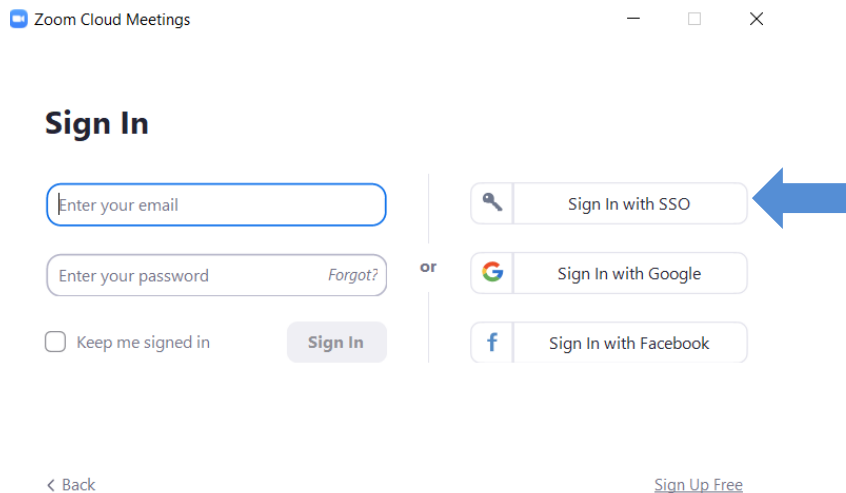 Zoom Cloud Meetings
Sign In
Enter your email
Enter your password Forgot?
Keep me signed in Sign In
or
Sign In with SSO
Sign In with Google
Sign In with Facebook
Back
Sign Up Free